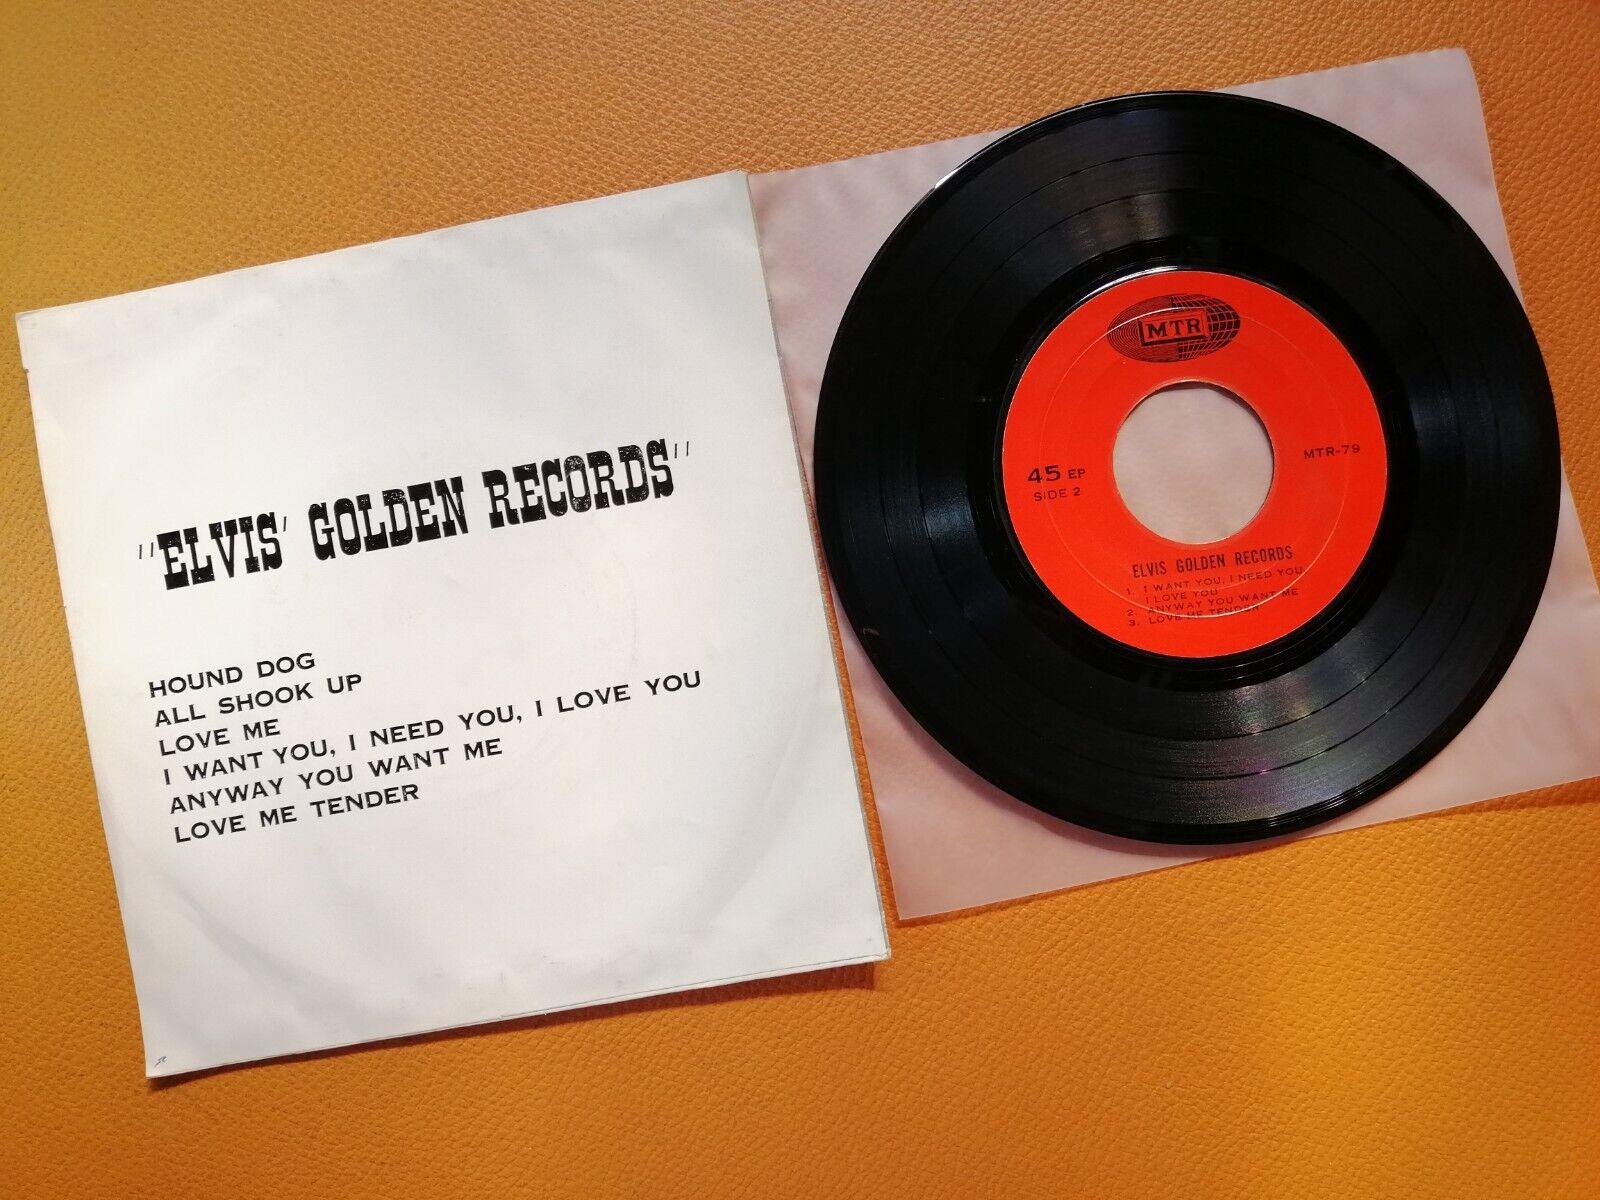 "ELVIS' GOLDEN RECORDS"
HOUND DOG
ALL SHOOK UP
LOVE ME
I WANT YOU, I NEED YOU, I LOVE YOU
ANYWAY YOU WANT ME
LOVE ME TENDER
MTR
45 EP
SIDE 2
MTR-79
ELVIS GOLDEN RECORDS
1. I WANT YOU, I NEED YOU
I LOVE YOU
2. ANYWAY YOU WANT ME
3. LOVE ME TENDER